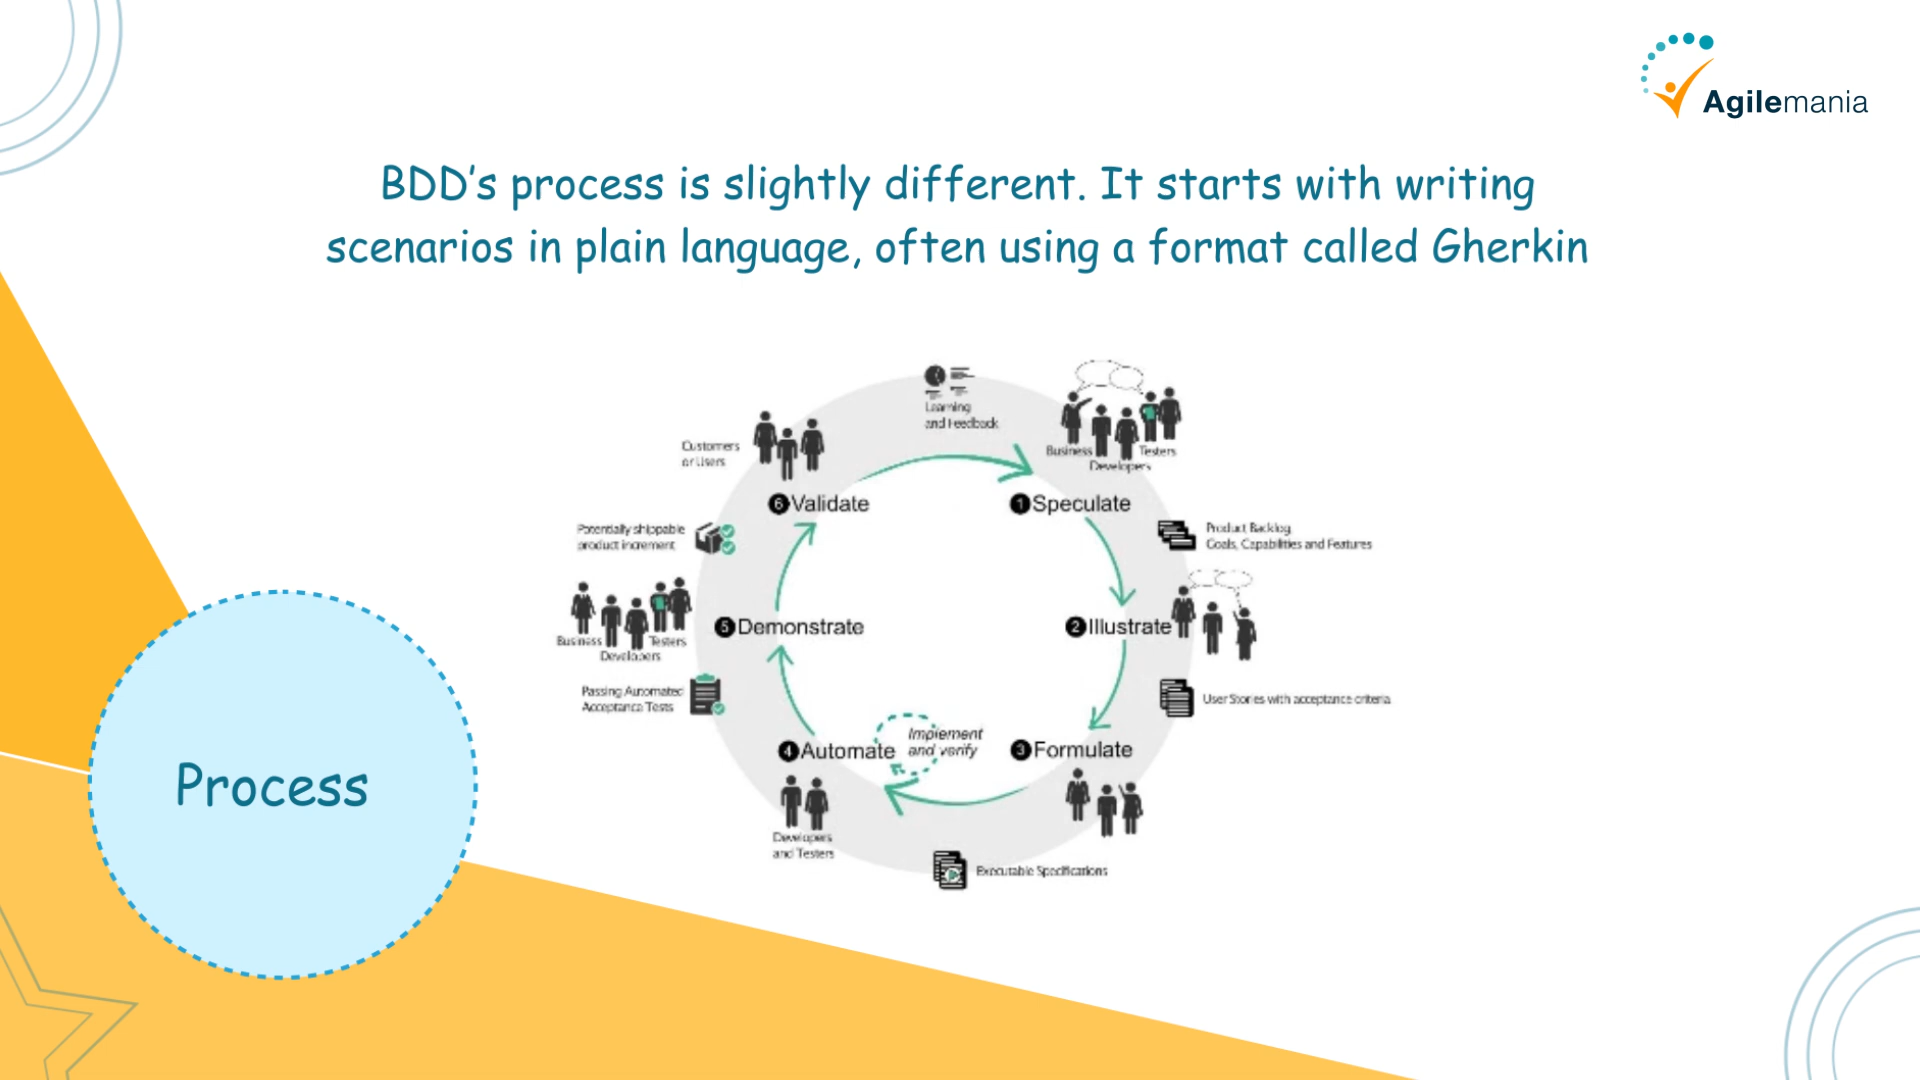 Agilemania
BDD's process is slightly different. It starts with writing
scenarios in plain language, often using a format called Gherkin
Learning
and Feedback
Business
Testers
Developers
Customers
or Users
6 Validate
1 Speculate
Potentially shippable
product increment
Product Backlog,
Goals, Capabilities and Features
Business
Testers
Developers
5 Demonstrate
2 Illustrate
Passing Automated
Acceptance Tests
User Stories with acceptance criteria
4 Automate
Implement
and verify
3 Formulate
Developers
and Testers
Executable Specifications
Process